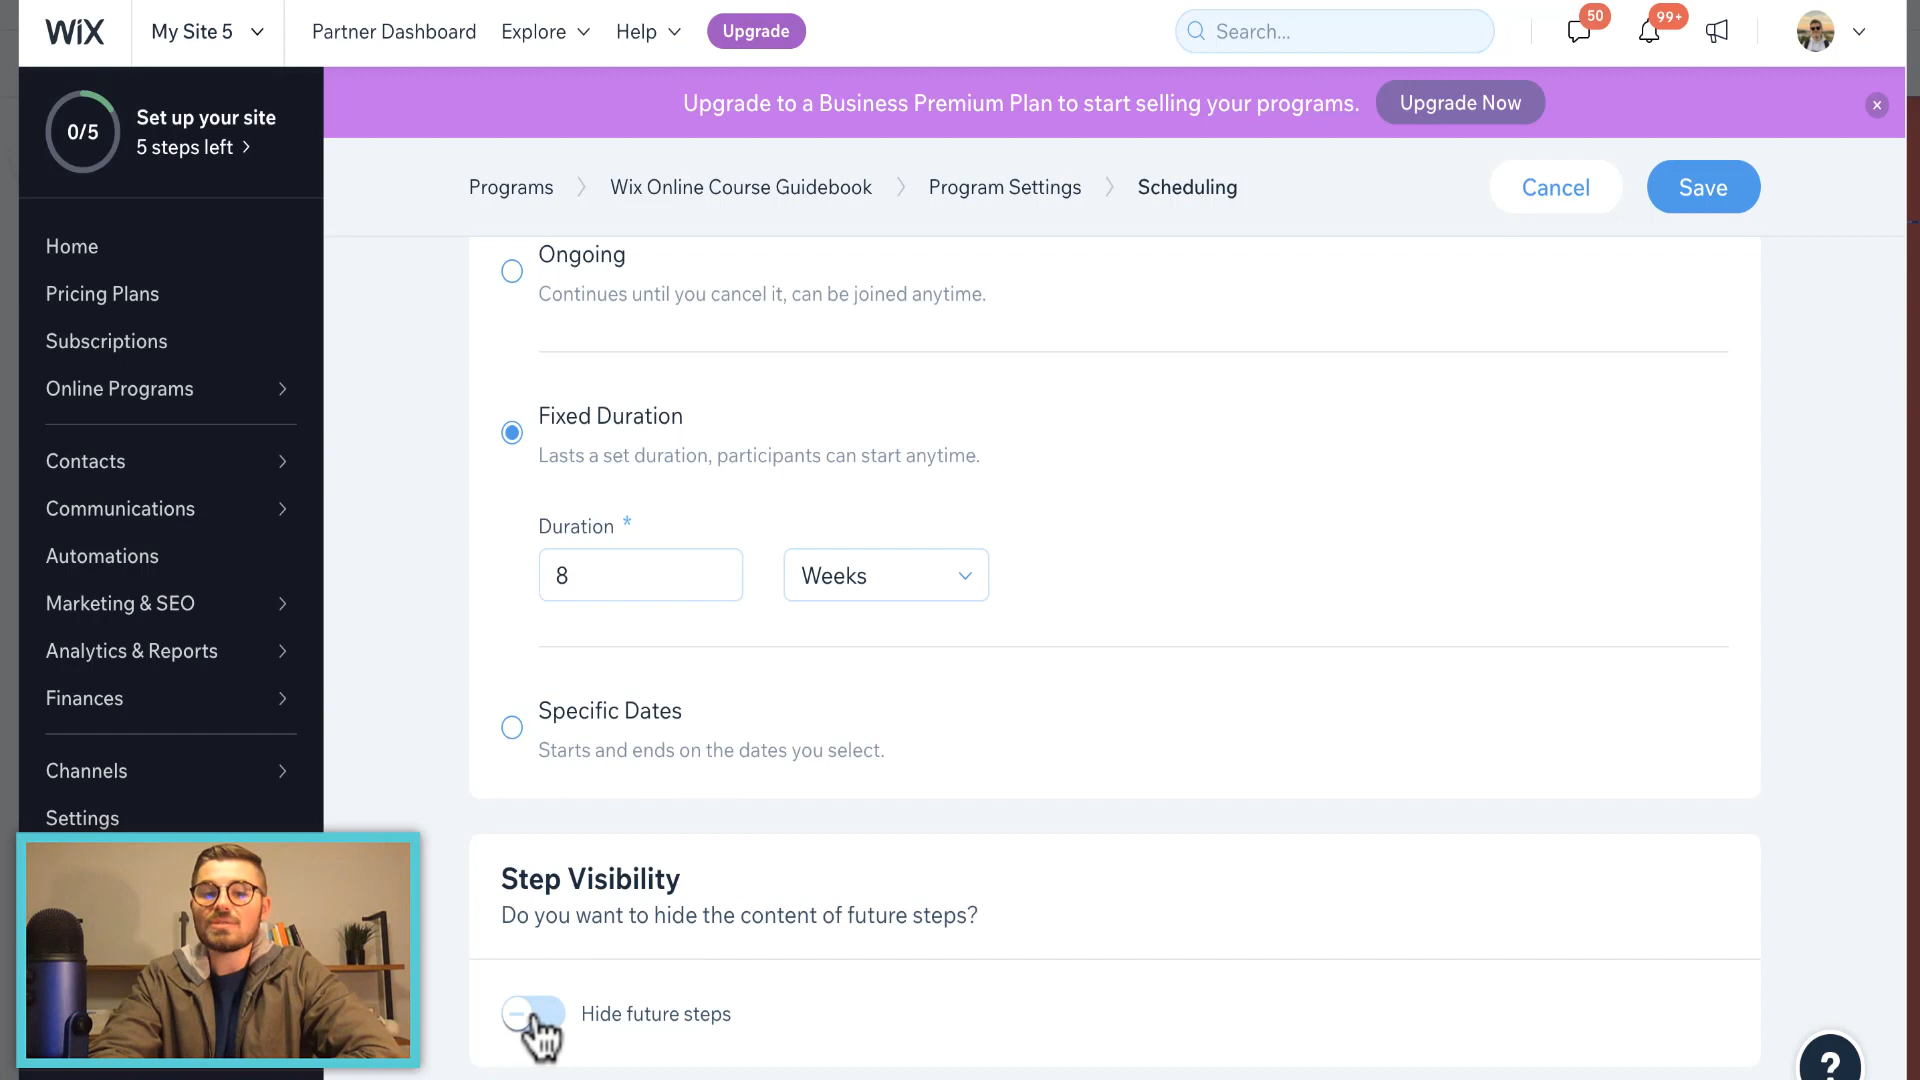 WIX
My Site 5
Partner Dashboard
Explore
Help
Upgrade
Search...
50
99+
0/5
Set up your site
5 steps left
Upgrade to a Business Premium Plan to start selling your programs.
Upgrade Now
Programs
Wix Online Course Guidebook
Program Settings
Scheduling
Cancel
Save
Home
Pricing Plans
Subscriptions
Online Programs
Contacts
Communications
Automations
Marketing & SEO
Analytics & Reports
Finances
Channels
Settings
Ongoing
Continues until you cancel it, can be joined anytime.
Fixed Duration
Lasts a set duration, participants can start anytime.
Duration *
8
Weeks
Specific Dates
Starts and ends on the dates you select.
Step Visibility
Do you want to hide the content of future steps?
Hide future steps
?